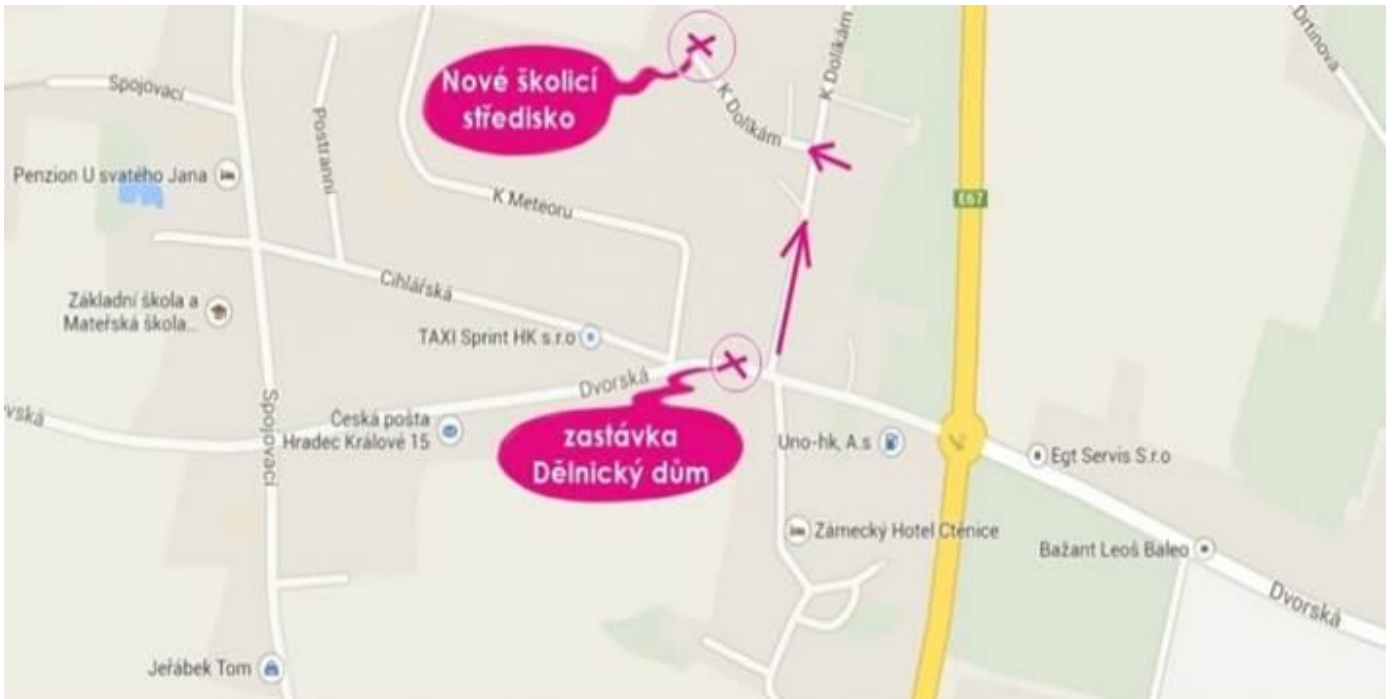 Drtinova
Nové školicí
středisko
K Dolíkám
K Dolíkám
Spojovací
Postranní
Penzion U svatého Jana
K Meteoru
E67
Cihlářská
Základní škola a
Mateřská škola...
TAXI Sprint HK s.r.o
Dvorská
vská
Česká pošta
Hradec Králové 15
Spojovací
zastávka
Dělnický dům
Uno-hk, A.s
Egt Servis S.r.o
Zámecký Hotel Ctěnice
Bažant Leoš Baleo
Dvorská
Jeřábek Tom